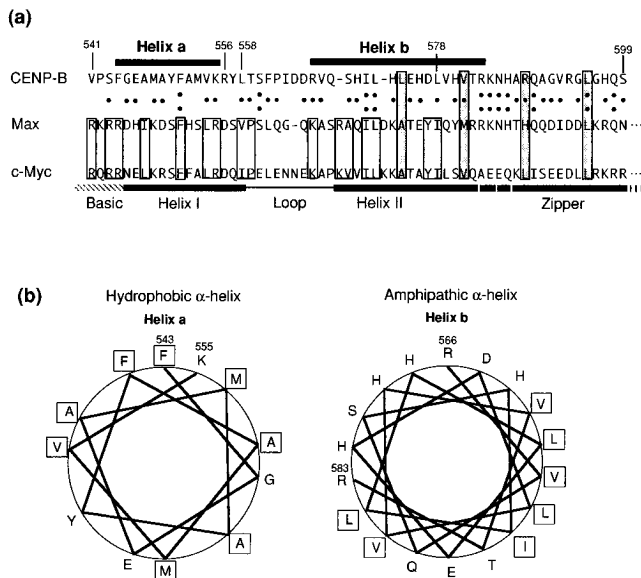 (a)
541 Helix a 556 558 Helix b 578 599
CENP-B VPSFGEAMAYFAMVKRYLTSFPIDDRVQ-SHIL-HLEHDLVHVTRKNHARQAGVRGLGHQS
Max RKRRDHIKDSFHSLRDSVPSLQG-QKASRAQILDKATEYIQYMRRKNHTHQQDIDDLKRQN···
c-Myc RQRRNELKRSFFALRDQIPELENNEKAPKVVILKKATAYILSVQAEEQKLISEEDLLRKRR···
Basic Helix I Loop Helix II Zipper
(b)
Hydrophobic α-helix
Helix a
543 555
F F K
M
A A
V G
Y A
E M
Amphipathic α-helix
Helix b
566
H R D
H H
S V
H L
583
R V
L L
V I
Q E T